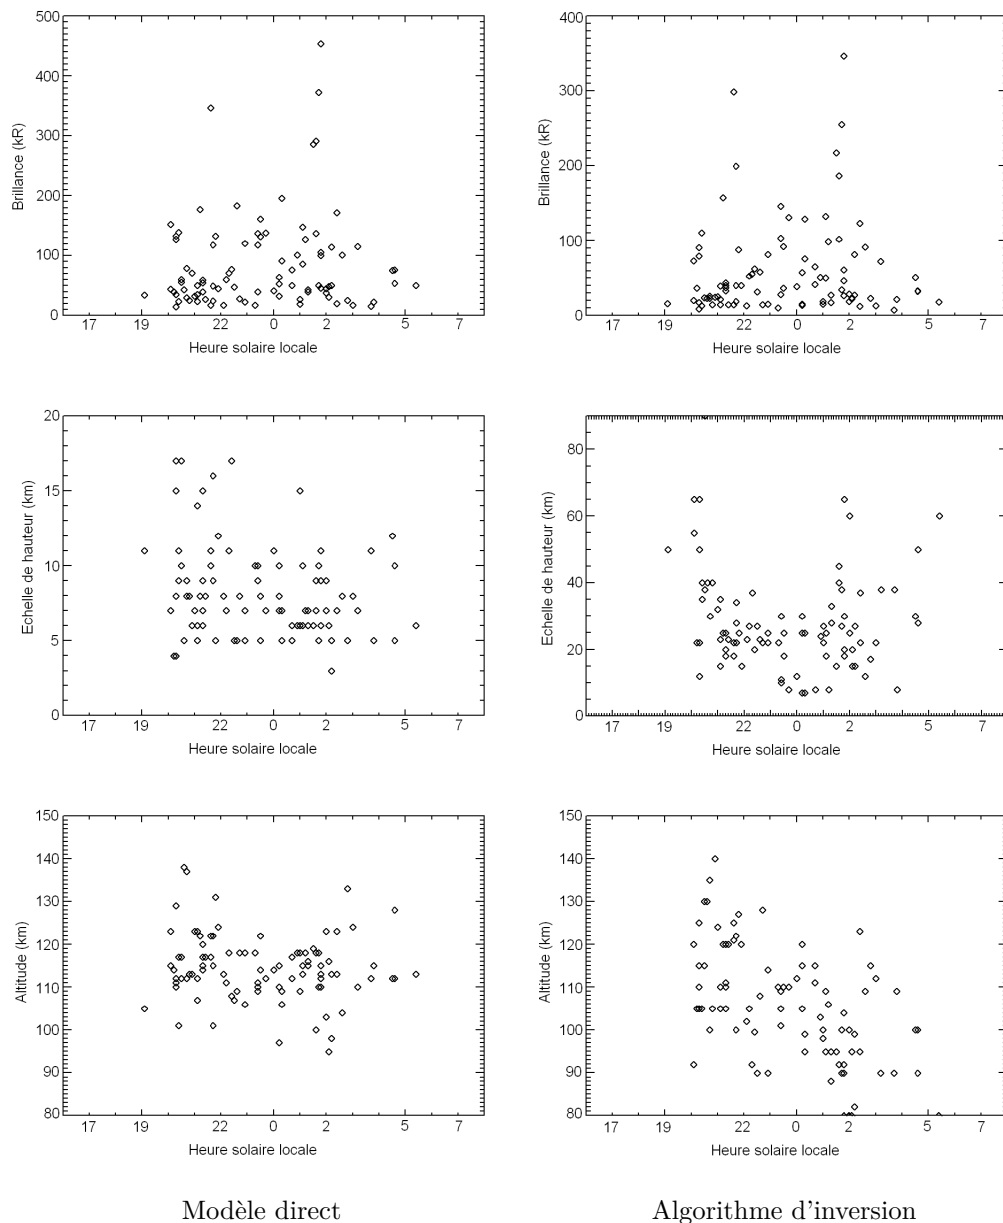 500
400
300
200
100
0
Brillance (kR)
17 19 22 0 2 5 7
Heure solaire locale
400
300
200
100
0
Brillance (kR)
17 19 22 0 2 5 7
Heure solaire locale
20
15
10
5
0
Echelle de hauteur (km)
17 19 22 0 2 5 7
Heure solaire locale
80
60
40
20
0
Echelle de hauteur (km)
17 19 22 0 2 5 7
Heure solaire locale
150
140
130
120
110
100
90
80
Altitude (km)
17 19 22 0 2 5 7
Heure solaire locale
150
140
130
120
110
100
90
80
Altitude (km)
17 19 22 0 2 5 7
Heure solaire locale
Modèle direct
Algorithme d'inversion